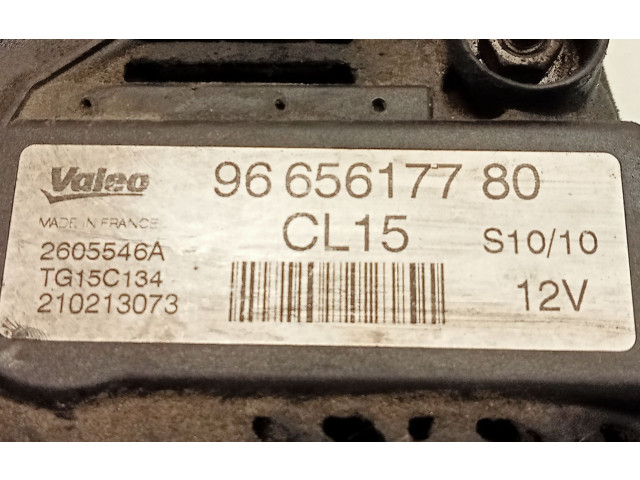 Valeo
96 656177 80
MADE IN FRANCE
CL15
S10/10
2605546A
TG15C134
210213073
12V